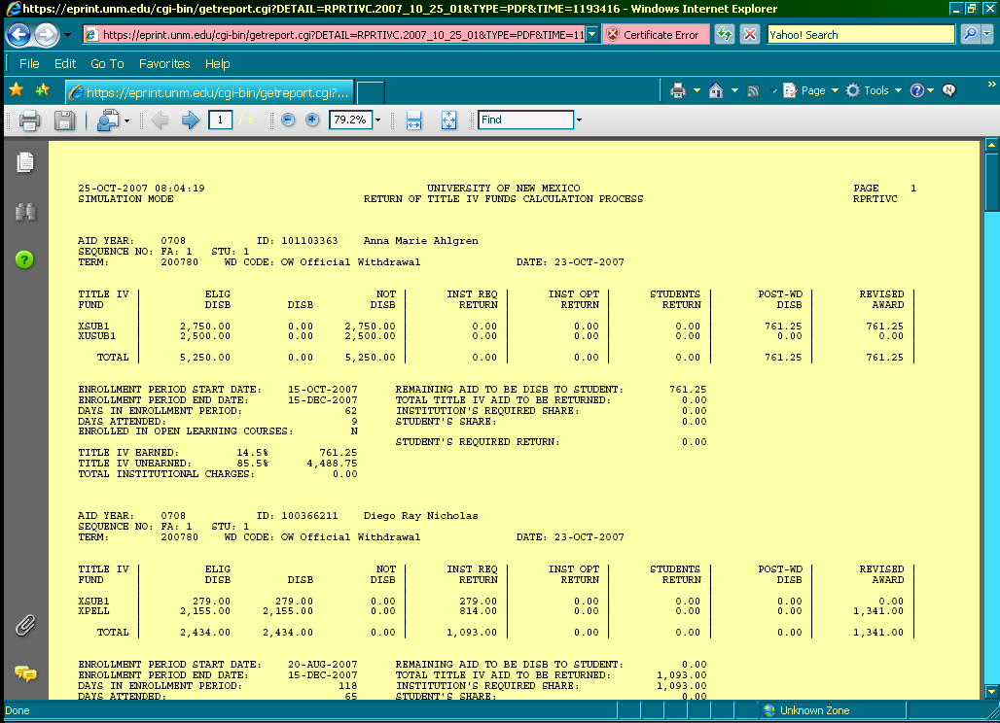 https://eprint.unm.edu/cgi-bin/getreport.cgi?DETAIL=RPRTIVC.2007_10_25_01&TYPE=PDF&TIME=1193416 - Windows Internet Explorer
https://eprint.unm.edu/cgi-bin/getreport.cgi?DETAIL=RPRTIVC.2007_10_25_01&TYPE=PDF&TIME=11 Certificate Error Yahoo! Search
File Edit Go To Favorites Help
https://eprint.unm.edu/cgi-bin/getreport.cgi?... Page Tools
1 / 6 79.2% Find
25-OCT-2007 08:04:19 UNIVERSITY OF NEW MEXICO PAGE 1
SIMULATION MODE RETURN OF TITLE IV FUNDS CALCULATION PROCESS RPRTIVC
AID YEAR: 0708 ID: 101103363 Anna Marie Ahlgren
SEQUENCE NO: FA: 1 STU: 1
TERM: 200780 WD CODE: OW Official Withdrawal DATE: 23-OCT-2007
TITLE IV | ELIG NOT | INST REQ | INST OPT | STUDENTS | POST-WD | REVISED |
FUND | DISB DISB DISB | RETURN | RETURN | RETURN | DISB | AWARD |
XSUB1 | 2,750.00 0.00 2,750.00 | 0.00 | 0.00 | 0.00 | 761.25 | 761.25 |
XUSUB1 | 2,500.00 0.00 2,500.00 | 0.00 | 0.00 | 0.00 | 0.00 | 0.00 |
TOTAL | 5,250.00 0.00 5,250.00 | 0.00 | 0.00 | 0.00 | 761.25 | 761.25 |
ENROLLMENT PERIOD START DATE: 15-OCT-2007 REMAINING AID TO BE DISB TO STUDENT: 761.25
ENROLLMENT PERIOD END DATE: 15-DEC-2007 TOTAL TITLE IV AID TO BE RETURNED: 0.00
DAYS IN ENROLLMENT PERIOD: 62 INSTITUTION'S REQUIRED SHARE: 0.00
DAYS ATTENDED: 9 STUDENT'S SHARE: 0.00
ENROLLED IN OPEN LEARNING COURSES: N
STUDENT'S REQUIRED RETURN: 0.00
TITLE IV EARNED: 14.5% 761.25
TITLE IV UNEARNED: 85.5% 4,488.75
TOTAL INSTITUTIONAL CHARGES: 0.00
AID YEAR: 0708 ID: 100366211 Diego Ray Nicholas
SEQUENCE NO: FA: 1 STU: 1
TERM: 200780 WD CODE: OW Official Withdrawal DATE: 23-OCT-2007
TITLE IV | ELIG NOT | INST REQ | INST OPT | STUDENTS | POST-WD | REVISED |
FUND | DISB DISB DISB | RETURN | RETURN | RETURN | DISB | AWARD |
XSUB1 | 279.00 279.00 0.00 | 279.00 | 0.00 | 0.00 | 0.00 | 0.00 |
XPELL | 2,155.00 2,155.00 0.00 | 814.00 | 0.00 | 0.00 | 0.00 | 1,341.00 |
TOTAL | 2,434.00 2,434.00 0.00 | 1,093.00 | 0.00 | 0.00 | 0.00 | 1,341.00 |
ENROLLMENT PERIOD START DATE: 20-AUG-2007 REMAINING AID TO BE DISB TO STUDENT: 0.00
ENROLLMENT PERIOD END DATE: 15-DEC-2007 TOTAL TITLE IV AID TO BE RETURNED: 1,093.00
DAYS IN ENROLLMENT PERIOD: 118 INSTITUTION'S REQUIRED SHARE: 1,093.00
DAYS ATTENDED: 65 STUDENT'S SHARE: 0.00
Done Unknown Zone